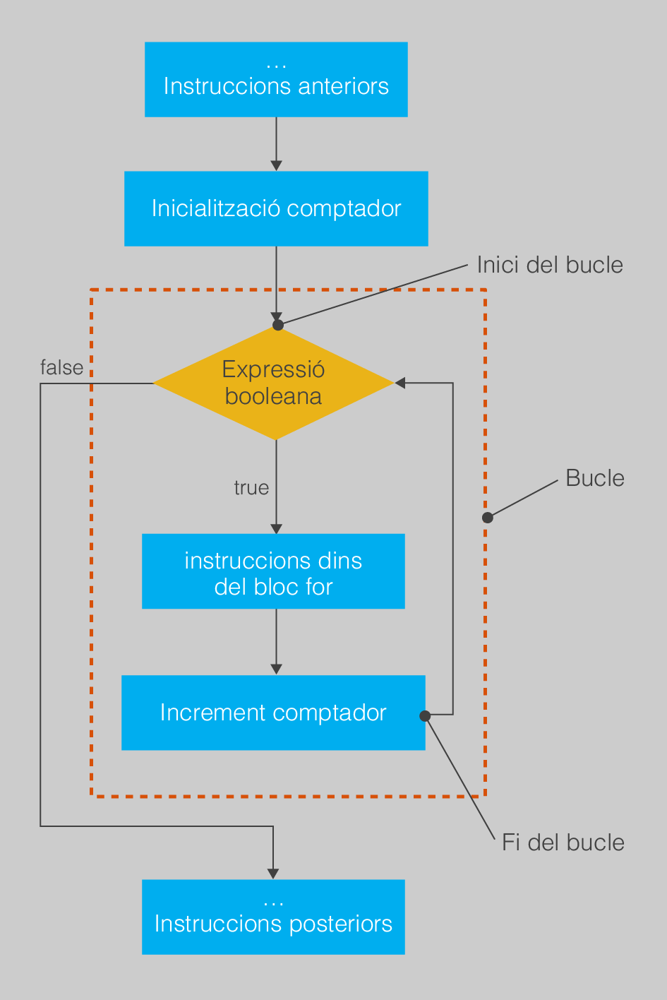 ...
Instruccions anteriors
Inicialització comptador
Inici del bucle
false
Expressió
booleana
Bucle
true
instruccions dins
del bloc for
Increment comptador
Fi del bucle
...
Instruccions posteriors